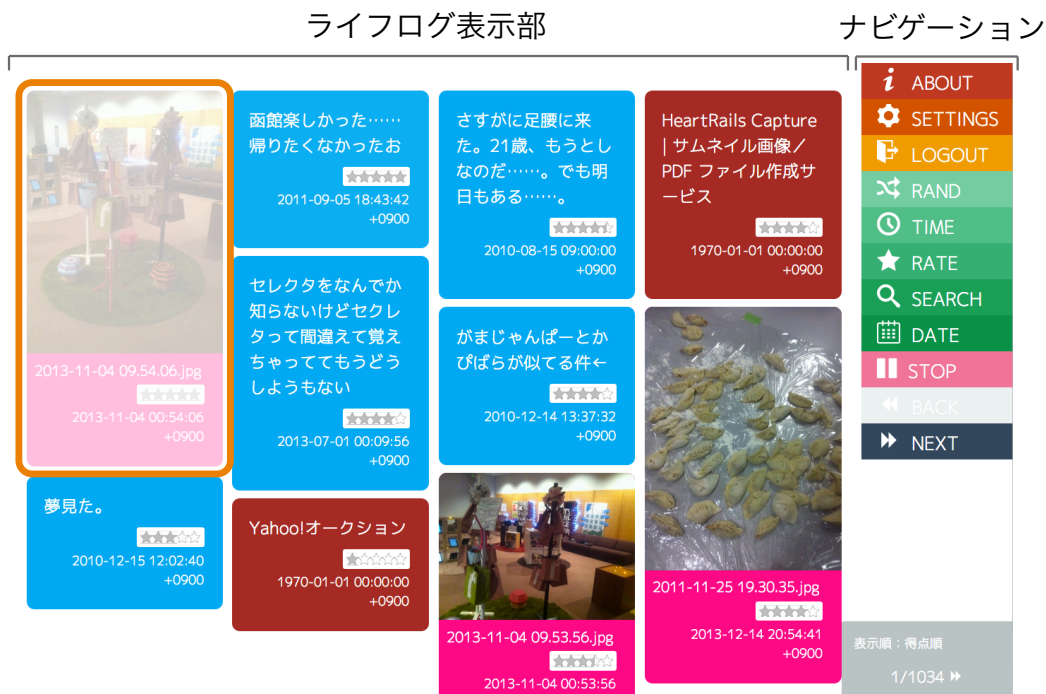 ライフログ表示部
ナビゲーション
2013-11-04 09.54.06.jpg
2013-11-04 00:54:06
+0900
夢見た。
2010-12-15 12:02:40
+0900
函館楽しかった……
帰りたくなかったお
2011-09-05 18:43:42
+0900
セレクタをなんでか
知らないけどセクレ
タって間違えて覚え
ちゃっててもうどう
しようもない
2013-07-01 00:09:56
+0900
Yahoo!オークション
1970-01-01 00:00:00
+0900
さすがに足腰に来
た。21歳、もうとし
なのだ……。でも明
日もある……。
2010-08-15 09:00:00
+0900
がまじゃんぱーとか
ぴぱらが似てる件←
2010-12-14 13:37:32
+0900
2013-11-04 09.53.56.jpg
2013-11-04 00:53:56
HeartRails Capture
| サムネイル画像／
PDF ファイル作成サ
ービス
1970-01-01 00:00:00
+0900
2011-11-25 19.30.35.jpg
2013-12-14 20:54:41
+0900
ABOUT
SETTINGS
LOGOUT
RAND
TIME
RATE
SEARCH
DATE
STOP
BACK
NEXT
表示順：得点順
1/1034